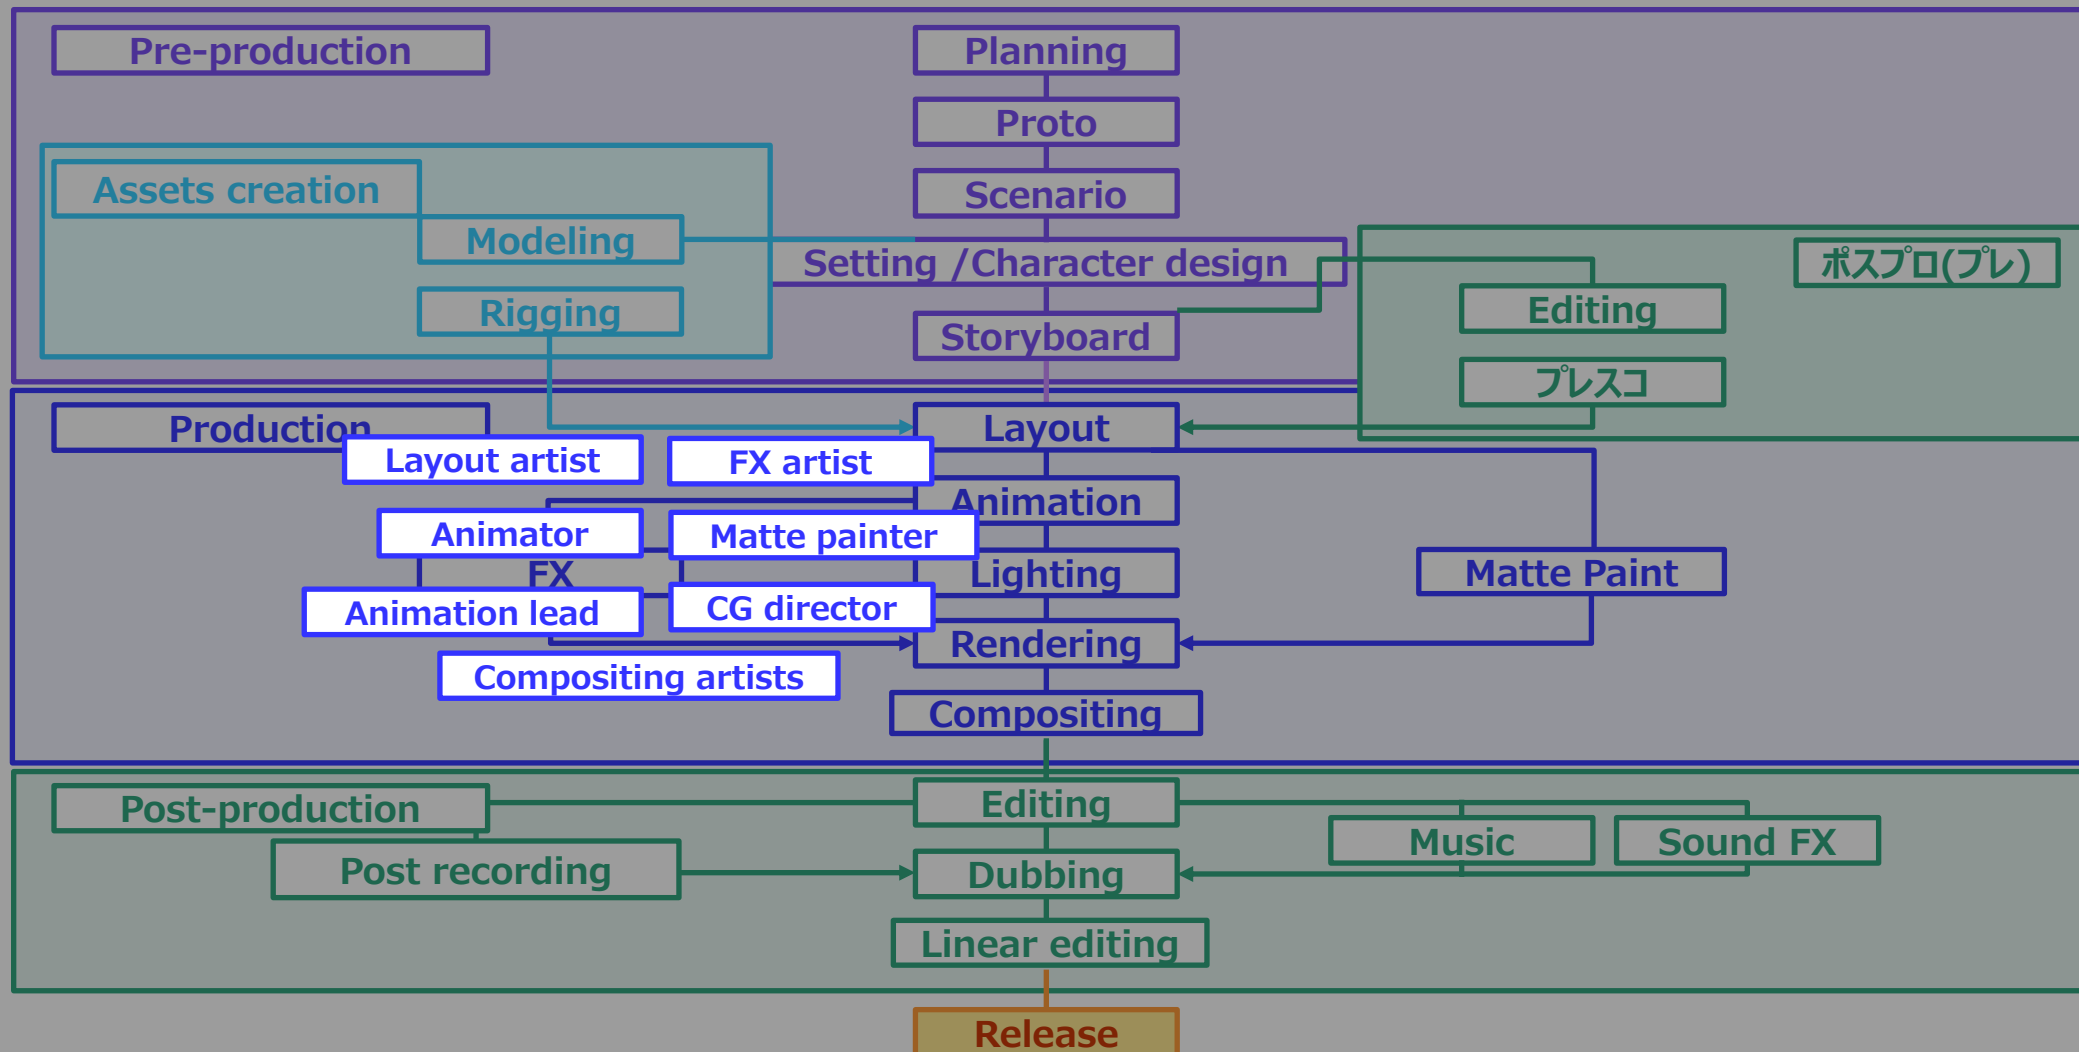 Pre-production
Planning
Proto
Assets creation
Scenario
Modeling
Setting /Character design
ポスプロ(プレ)
Rigging
Editing
Storyboard
プレスコ
Production
Layout
Layout artist
FX artist
Animation
Animator
Matte painter
FX
Lighting
Matte Paint
Animation lead
CG director
Rendering
Compositing artists
Compositing
Post-production
Editing
Music
Sound FX
Post recording
Dubbing
Linear editing
Release